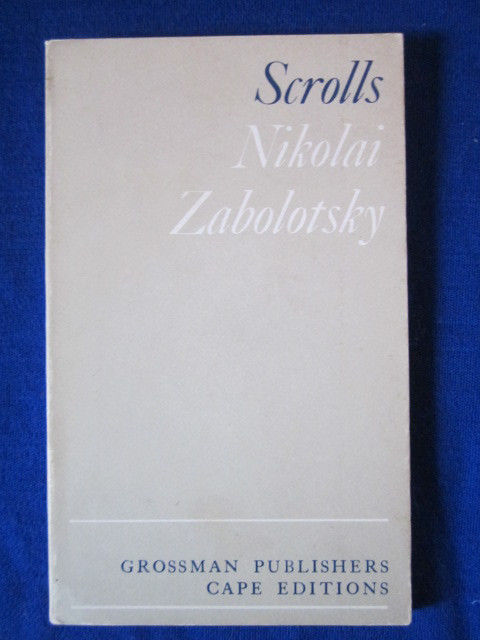 Scrolls
Nikolai
Zabolotsky
GROSSMAN PUBLISHERS
CAPE EDITIONS